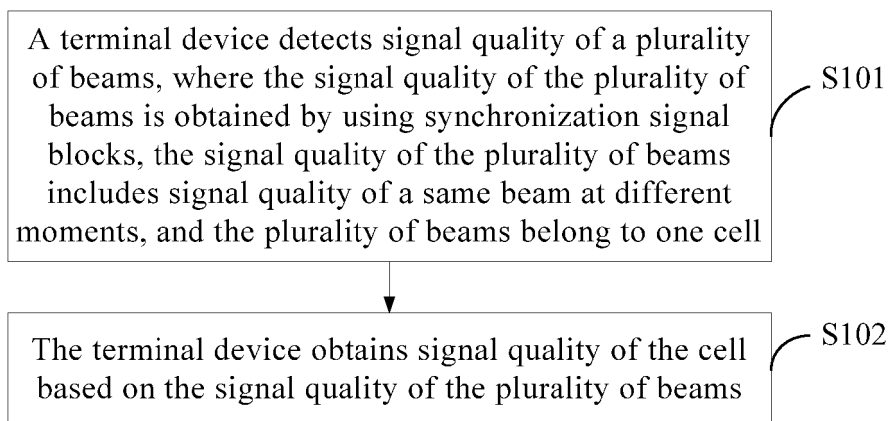 A terminal device detects signal quality of a plurality
of beams, where the signal quality of the plurality of
beams is obtained by using synchronization signal
blocks, the signal quality of the plurality of beams
includes signal quality of a same beam at different
moments, and the plurality of beams belong to one cell
S101
The terminal device obtains signal quality of the cell
based on the signal quality of the plurality of beams
S102